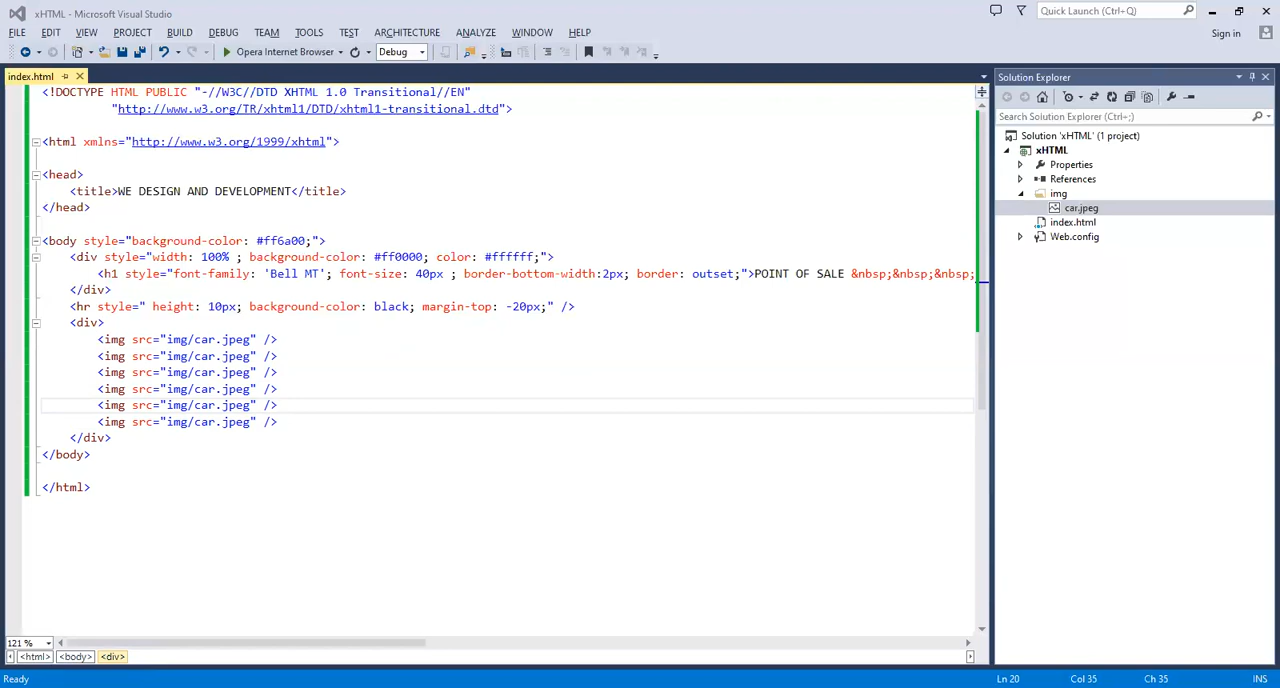 xHTML - Microsoft Visual Studio
Quick Launch (Ctrl+Q)
FILE EDIT VIEW PROJECT BUILD DEBUG TEAM TOOLS TEST ARCHITECTURE ANALYZE WINDOW HELP
Sign in
Opera Internet Browser
Debug
index.html
<!DOCTYPE HTML PUBLIC "-//W3C//DTD XHTML 1.0 Transitional//EN"
"http://www.w3.org/TR/xhtml1/DTD/xhtml1-transitional.dtd">
<html xmlns="http://www.w3.org/1999/xhtml">
<head>
<title>WE DESIGN AND DEVELOPMENT</title>
</head>
<body style="background-color: #ff6a00;">
<div style="width: 100% ; background-color: #ff0000; color: #ffffff;">
<h1 style="font-family: 'Bell MT'; font-size: 40px ; border-bottom-width:2px; border: outset;">POINT OF SALE &nbsp;&nbsp;&nbsp;
</div>
<hr style=" height: 10px; background-color: black; margin-top: -20px;" />
<div>
<img src="img/car.jpeg" />
<img src="img/car.jpeg" />
<img src="img/car.jpeg" />
<img src="img/car.jpeg" />
<img src="img/car.jpeg" />
<img src="img/car.jpeg" />
</div>
</body>
</html>
121 %
<html> <body> <div>
Solution Explorer
Search Solution Explorer (Ctrl+;)
Solution 'xHTML' (1 project)
xHTML
Properties
References
img
car.jpeg
index.html
Web.config
Ready
Ln 20 Col 35 Ch 35 INS